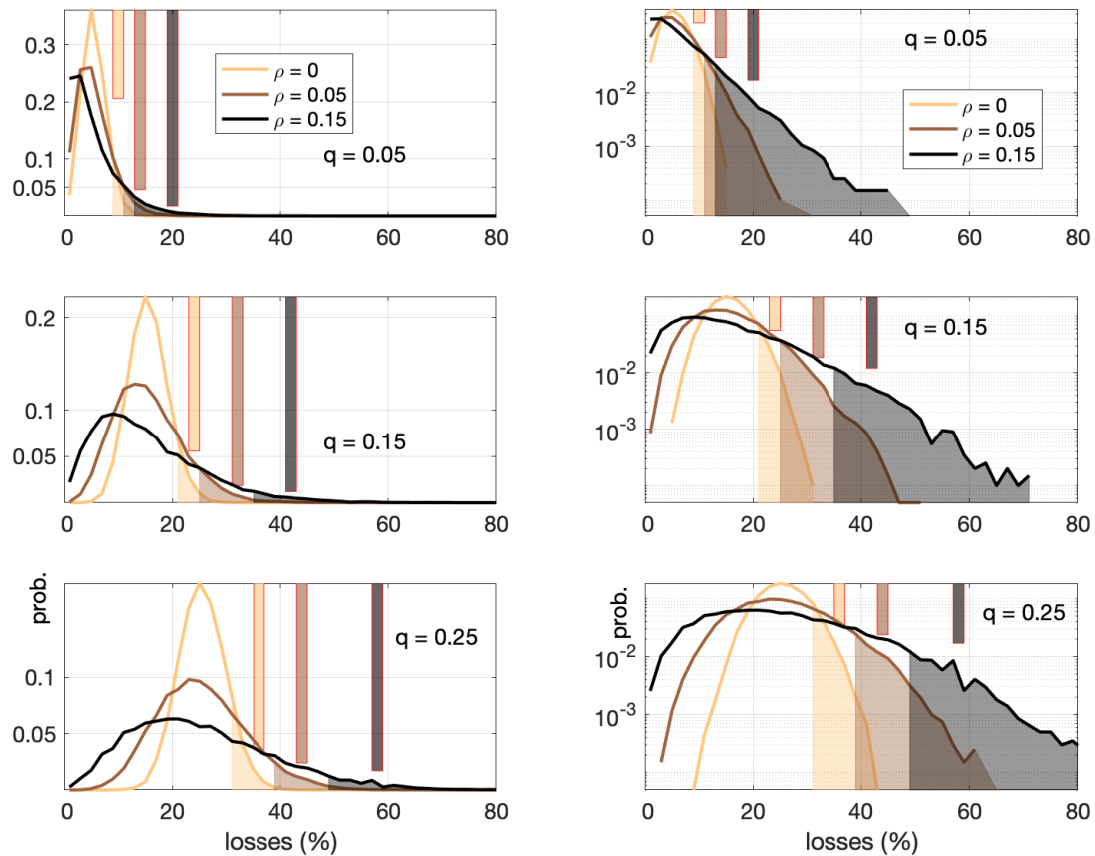 0.3
0.2
0.1
0.05
ρ = 0
ρ = 0.05
ρ = 0.15
q = 0.05
0 20 40 60 80
q = 0.05
10⁻²
10⁻³
ρ = 0
ρ = 0.05
ρ = 0.15
0 20 40 60 80
0.2
0.1
0.05
q = 0.15
0 20 40 60 80
q = 0.15
10⁻²
10⁻³
0 20 40 60 80
prob.
0.1
0.05
q = 0.25
0 20 40 60 80
losses (%)
prob.
q = 0.25
10⁻²
10⁻³
0 20 40 60 80
losses (%)